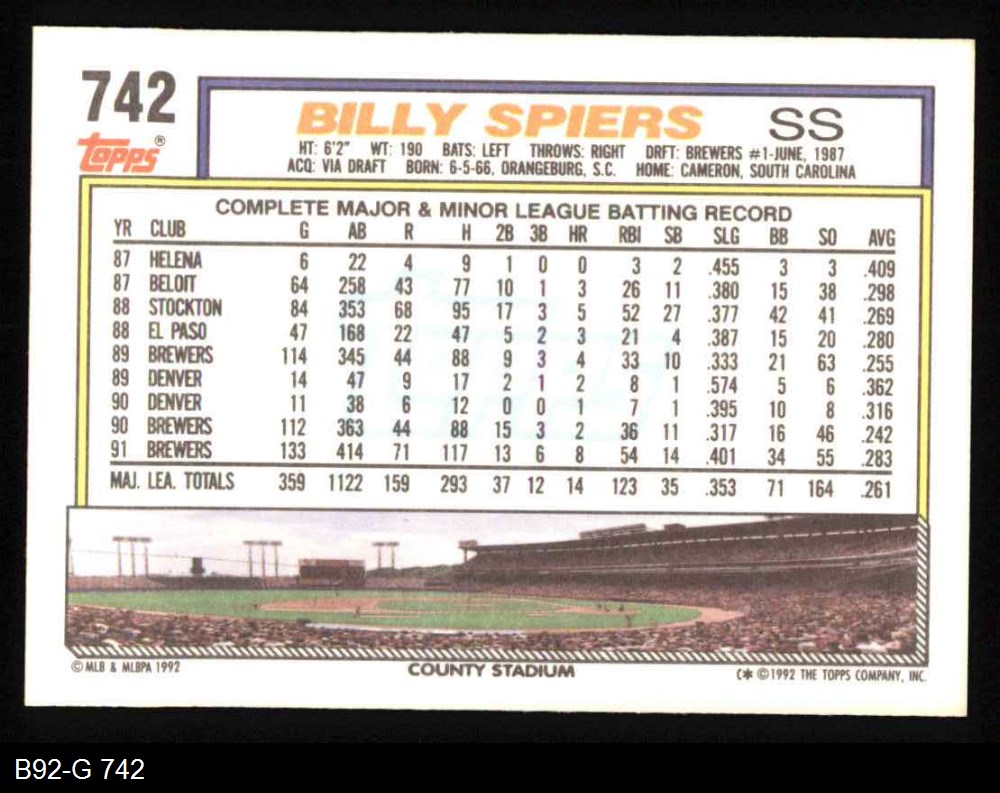 742
Topps®
BILLY SPIERS SS
HT: 6'2" WT: 190 BATS: LEFT THROWS: RIGHT DRFT: BREWERS #1-JUNE, 1987
ACQ: VIA DRAFT BORN: 6-5-66, ORANGEBURG, S.C. HOME: CAMERON, SOUTH CAROLINA
COMPLETE MAJOR & MINOR LEAGUE BATTING RECORD
YR CLUB G AB R H 2B 3B HR RBI SB SLG BB SO AVG
87 HELENA 6 22 4 9 1 0 0 3 2 .455 3 3 .409
87 BELOIT 64 258 43 77 10 1 3 26 11 .380 15 38 .298
88 STOCKTON 84 353 68 95 17 3 5 52 27 .377 42 41 .269
88 EL PASO 47 168 22 47 5 2 3 21 4 .387 15 20 .280
89 BREWERS 114 345 44 88 9 3 4 33 10 .333 21 63 .255
89 DENVER 14 47 9 17 2 1 2 8 1 .574 5 6 .362
90 DENVER 11 38 6 12 0 0 1 7 1 .395 10 8 .316
90 BREWERS 112 363 44 88 15 3 2 36 11 .317 16 46 .242
91 BREWERS 133 414 71 117 13 6 8 54 14 .401 34 55 .283
MAJ. LEA. TOTALS 359 1122 159 293 37 12 14 123 35 .353 71 164 .261
© MLB & MLBPA 1992 COUNTY STADIUM C* ©1992 THE TOPPS COMPANY, INC.
B92-G 742